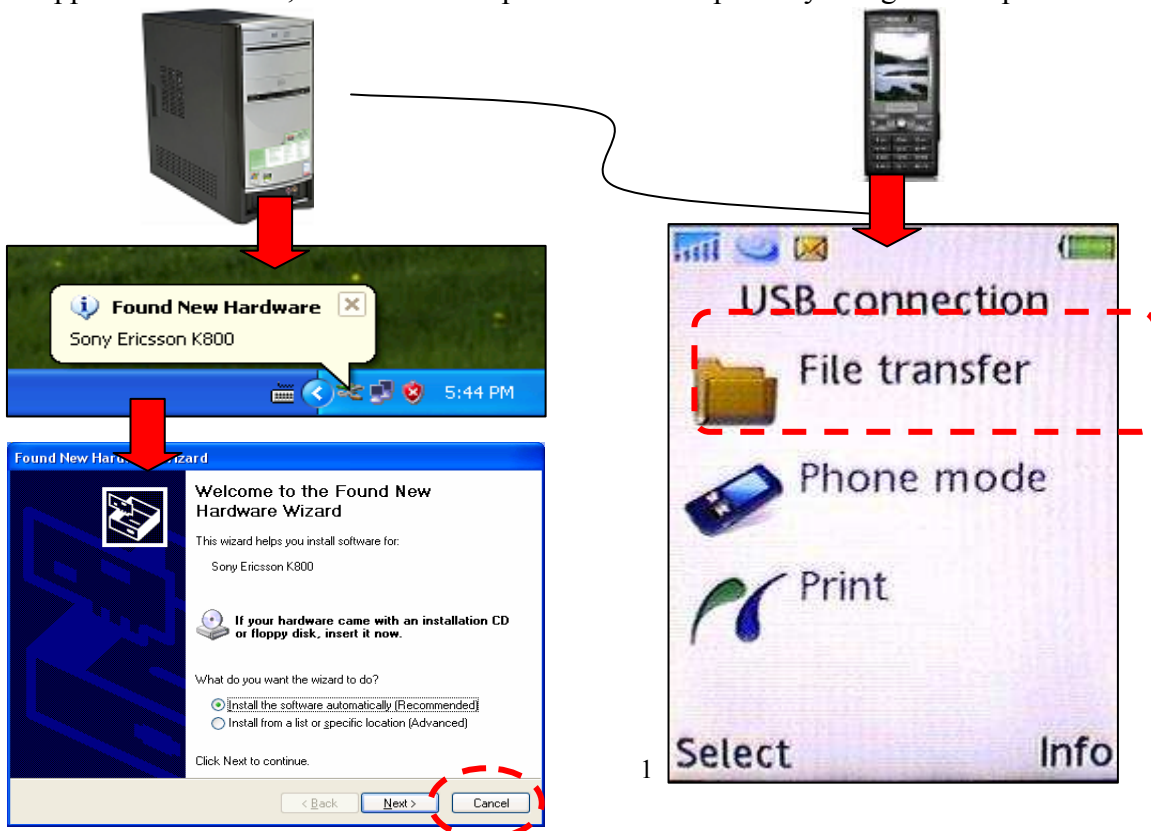 Found New Hardware
Sony Ericsson K800
5:44 PM
Found New Hardware Wizard
Welcome to the Found New
Hardware Wizard
This wizard helps you install software for:
Sony Ericsson K800
If your hardware came with an installation CD
or floppy disk, insert it now.
What do you want the wizard to do?
Install the software automatically (Recommended)
Install from a list or specific location (Advanced)
Click Next to continue.
< Back
Next >
Cancel
USB connection
File transfer
Phone mode
Print
Select
Info
1